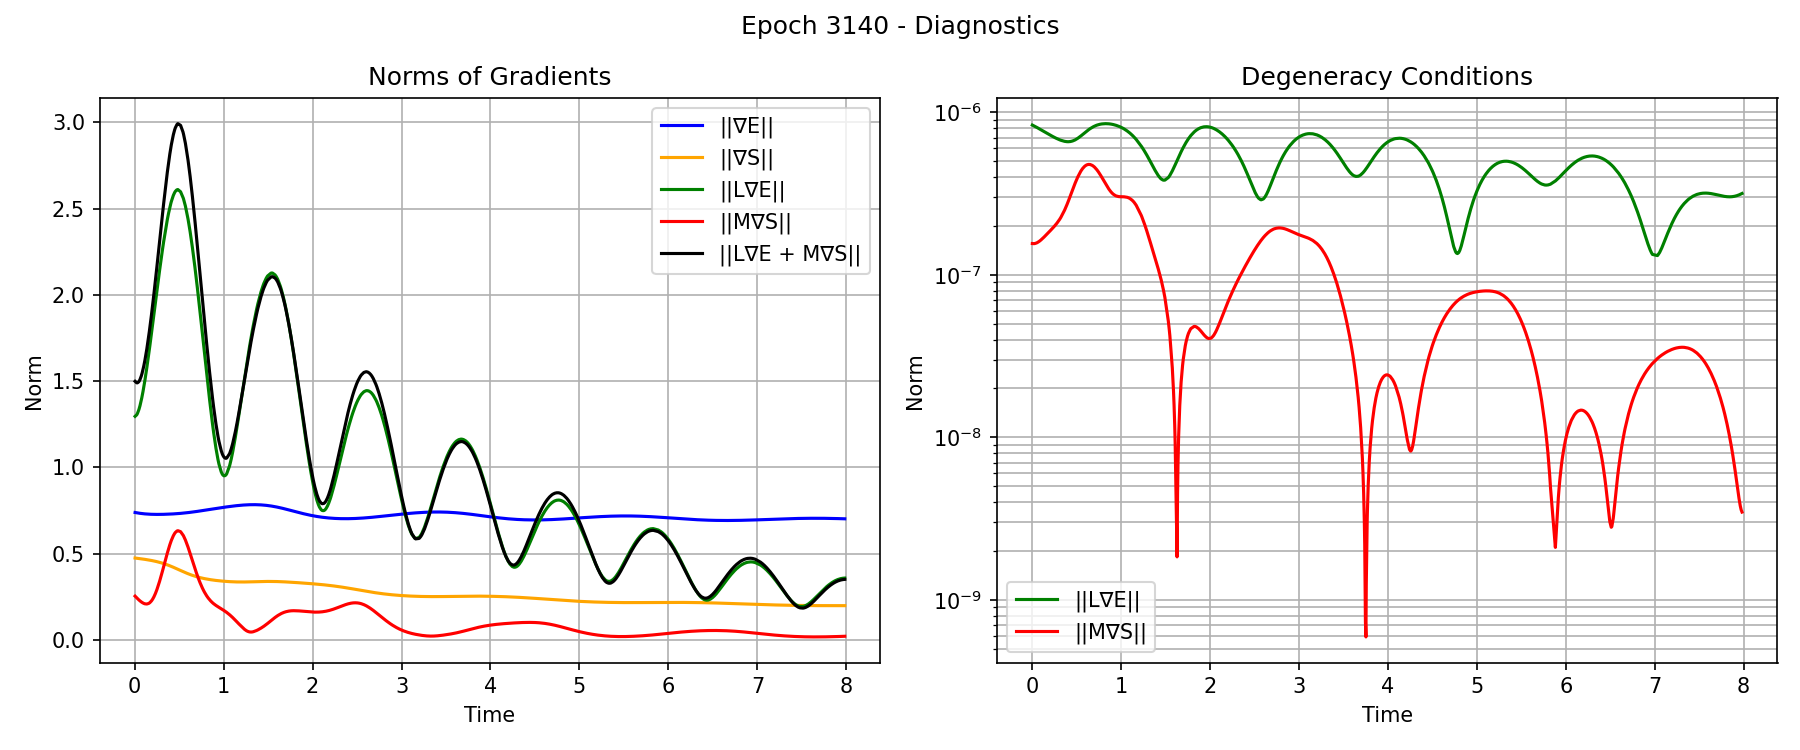 Epoch 3140 - Diagnostics
Norms of Gradients
3.0
2.5
2.0
1.5
1.0
0.5
0.0
Norm
0 1 2 3 4 5 6 7 8
Time
||∇E||
||∇S||
||L∇E||
||M∇S||
||L∇E + M∇S||
Degeneracy Conditions
10⁻⁶
10⁻⁷
10⁻⁸
10⁻⁹
Norm
0 1 2 3 4 5 6 7 8
Time
||L∇E||
||M∇S||